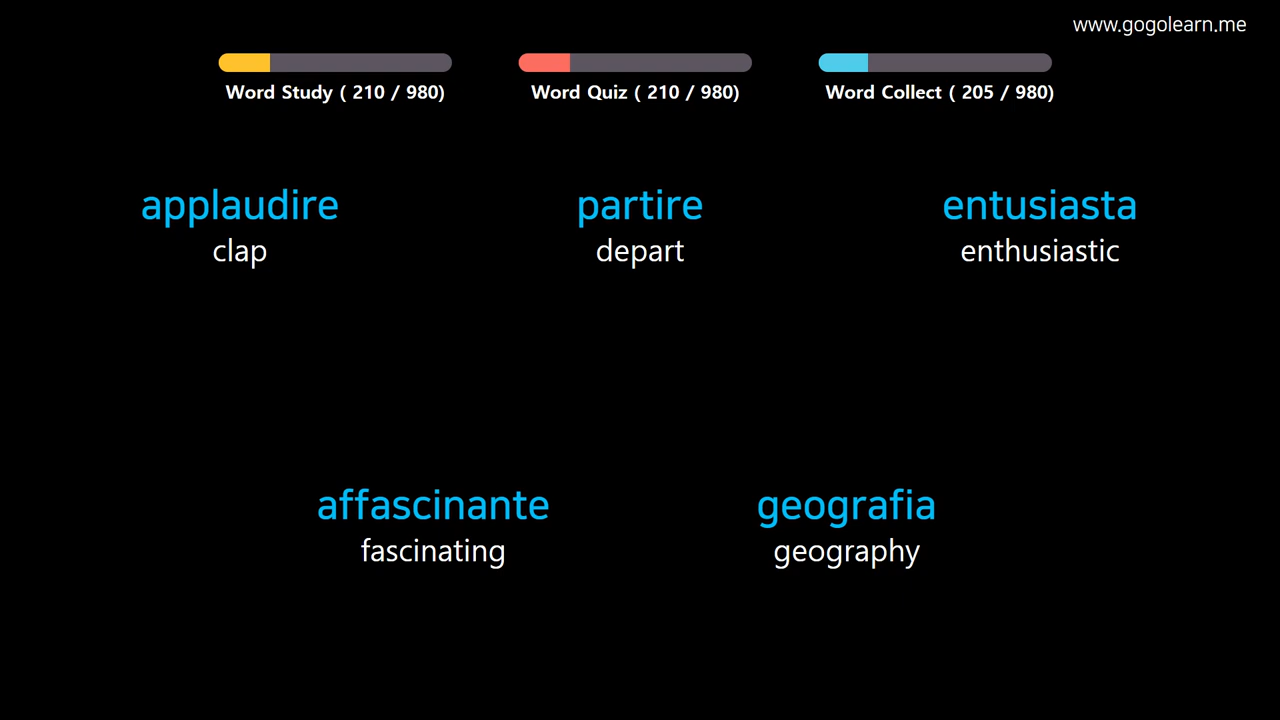 www.gogolearn.me
Word Study ( 210 / 980)
Word Quiz ( 210 / 980)
Word Collect ( 205 / 980)
applaudire
clap
partire
depart
entusiasta
enthusiastic
affascinante
fascinating
geografia
geography